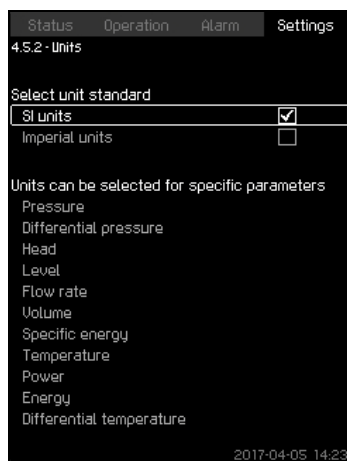 Status Operation Alarm Settings
4.5.2 - Units
Select unit standard
SI units
Imperial units
Units can be selected for specific parameters
Pressure
Differential pressure
Head
Level
Flow rate
Volume
Specific energy
Temperature
Power
Energy
Differential temperature
2017-04-05 14:23